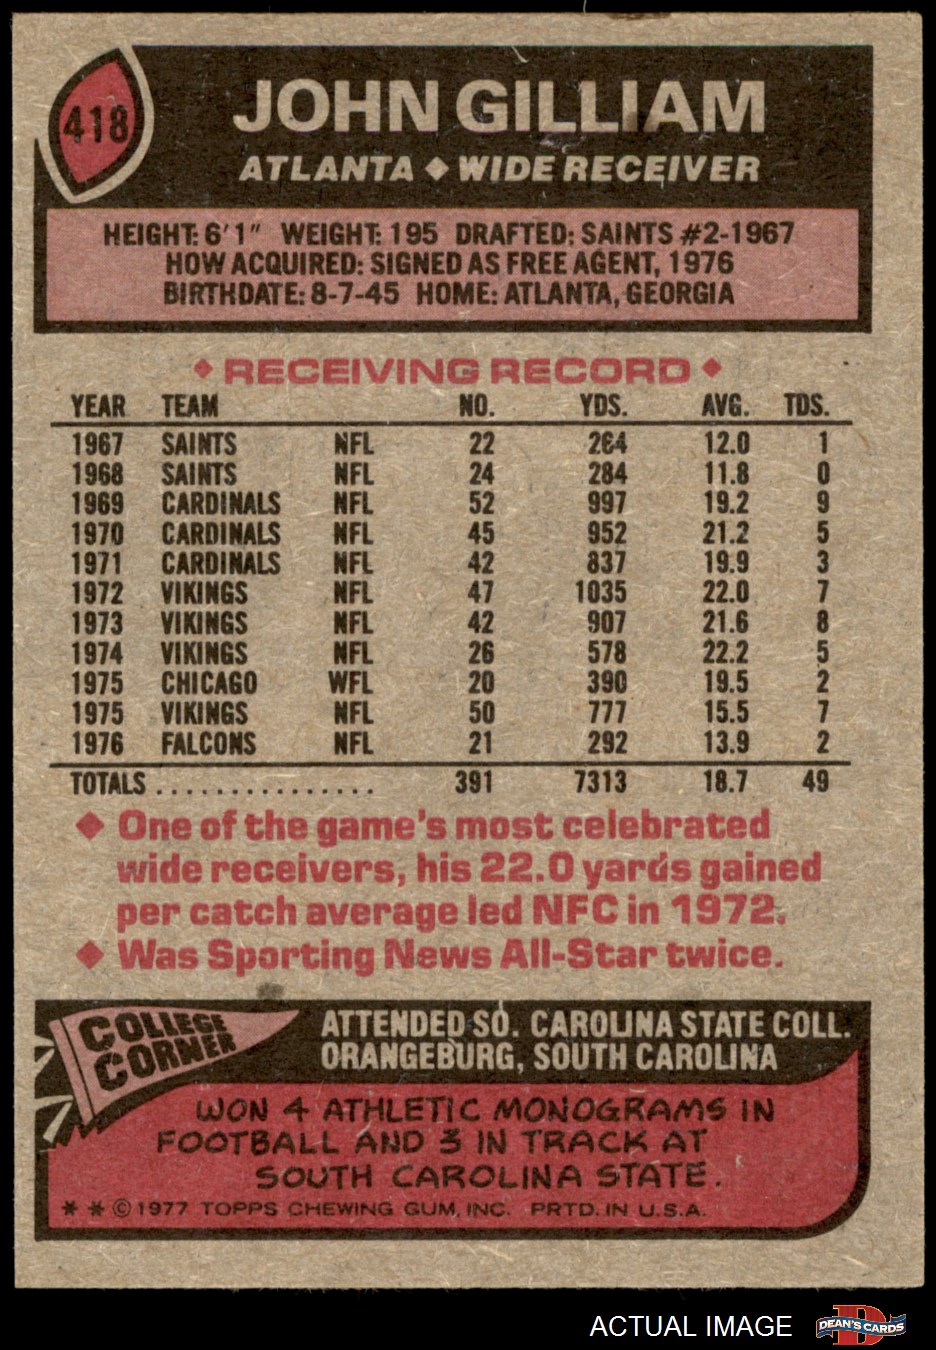 418
JOHN GILLIAM
ATLANTA ◆ WIDE RECEIVER
HEIGHT: 6'1" WEIGHT: 195 DRAFTED: SAINTS #2-1967
HOW ACQUIRED: SIGNED AS FREE AGENT, 1976
BIRTHDATE: 8-7-45 HOME: ATLANTA, GEORGIA
◆ RECEIVING RECORD ◆
YEAR TEAM NO. YDS. AVG. TDS.
1967 SAINTS NFL 22 264 12.0 1
1968 SAINTS NFL 24 284 11.8 0
1969 CARDINALS NFL 52 997 19.2 9
1970 CARDINALS NFL 45 952 21.2 5
1971 CARDINALS NFL 42 837 19.9 3
1972 VIKINGS NFL 47 1035 22.0 7
1973 VIKINGS NFL 42 907 21.6 8
1974 VIKINGS NFL 26 578 22.2 5
1975 CHICAGO WFL 20 390 19.5 2
1975 VIKINGS NFL 50 777 15.5 7
1976 FALCONS NFL 21 292 13.9 2
TOTALS............... 391 7313 18.7 49
◆ One of the game's most celebrated
wide receivers, his 22.0 yards gained
per catch average led NFC in 1972.
◆ Was Sporting News All-Star twice.
COLLEGE
CORNER
ATTENDED SO. CAROLINA STATE COLL.
ORANGEBURG, SOUTH CAROLINA
WON 4 ATHLETIC MONOGRAMS IN
FOOTBALL AND 3 IN TRACK AT
SOUTH CAROLINA STATE.
* * © 1977 TOPPS CHEWING GUM, INC. PRTD. IN U.S.A.
ACTUAL IMAGE
D
DEAN'S CARDS